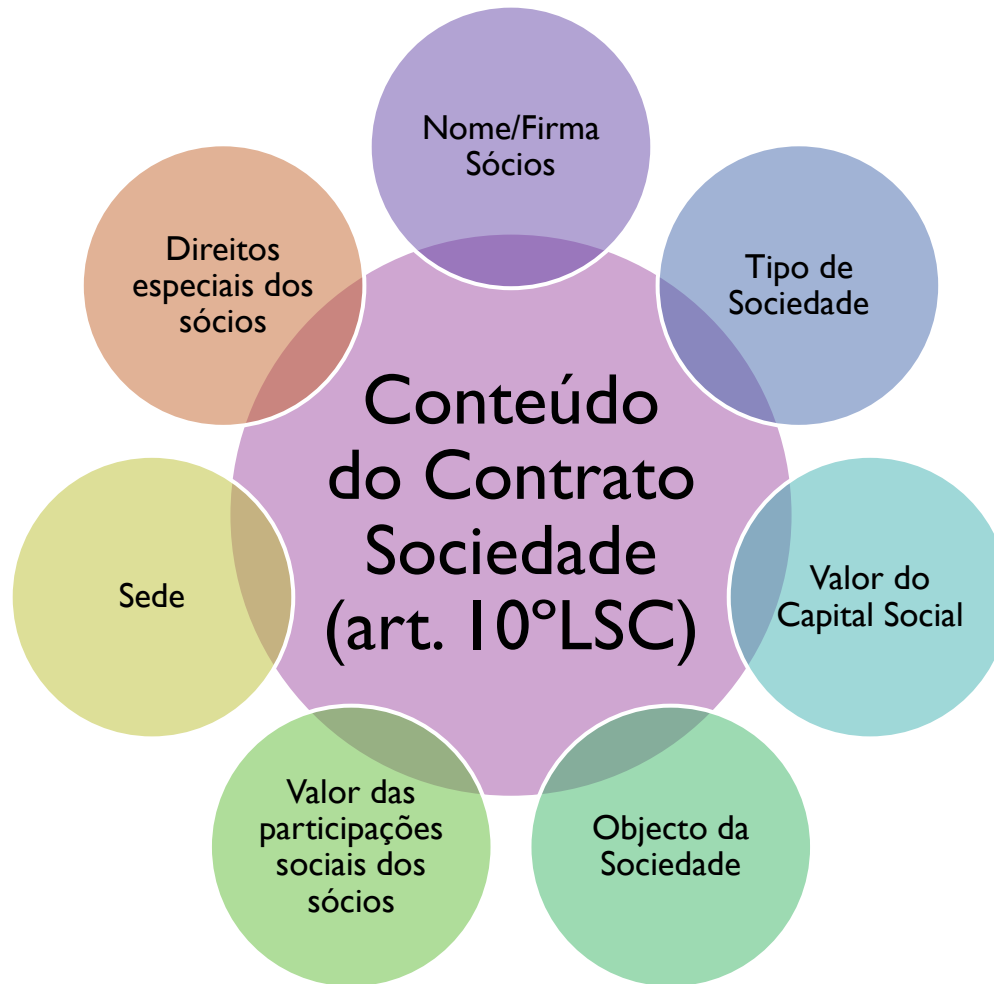 Nome/Firma
Sócios
Tipo de
Sociedade
Valor do
Capital Social
Objecto da
Sociedade
Valor das
participações
sociais dos
sócios
Sede
Direitos
especiais dos
sócios
Conteúdo
do Contrato
Sociedade
(art. 10ºLSC)